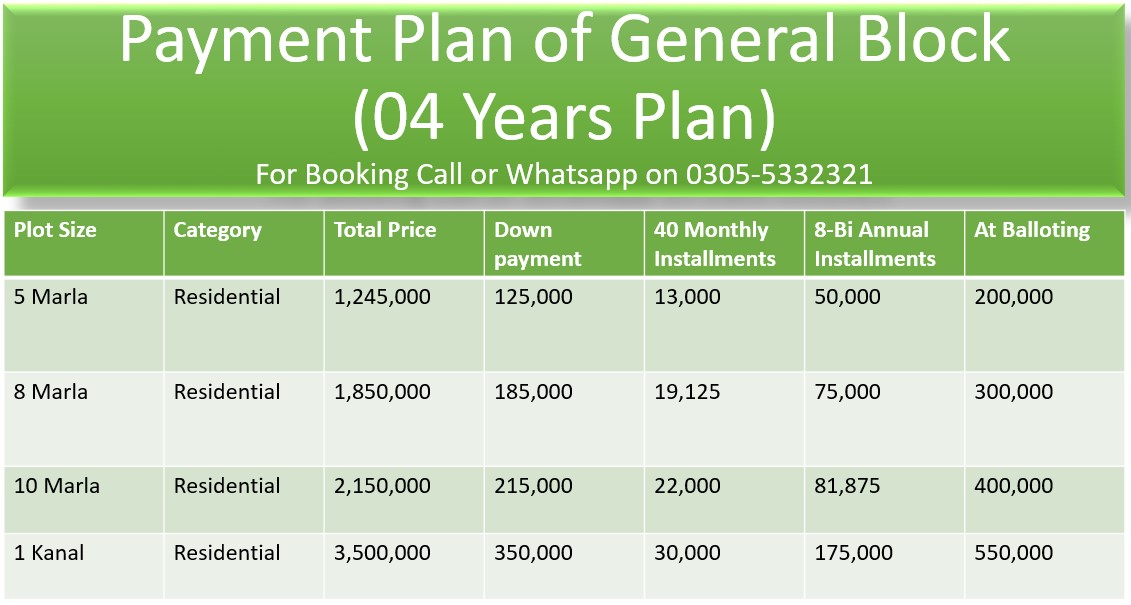 Payment Plan of General Block
(04 Years Plan)
For Booking Call or Whatsapp on 0305-5332321
Plot Size Category Total Price Down payment 40 Monthly Installments 8-Bi Annual Installments At Balloting
5 Marla Residential 1,245,000 125,000 13,000 50,000 200,000
8 Marla Residential 1,850,000 185,000 19,125 75,000 300,000
10 Marla Residential 2,150,000 215,000 22,000 81,875 400,000
1 Kanal Residential 3,500,000 350,000 30,000 175,000 550,000